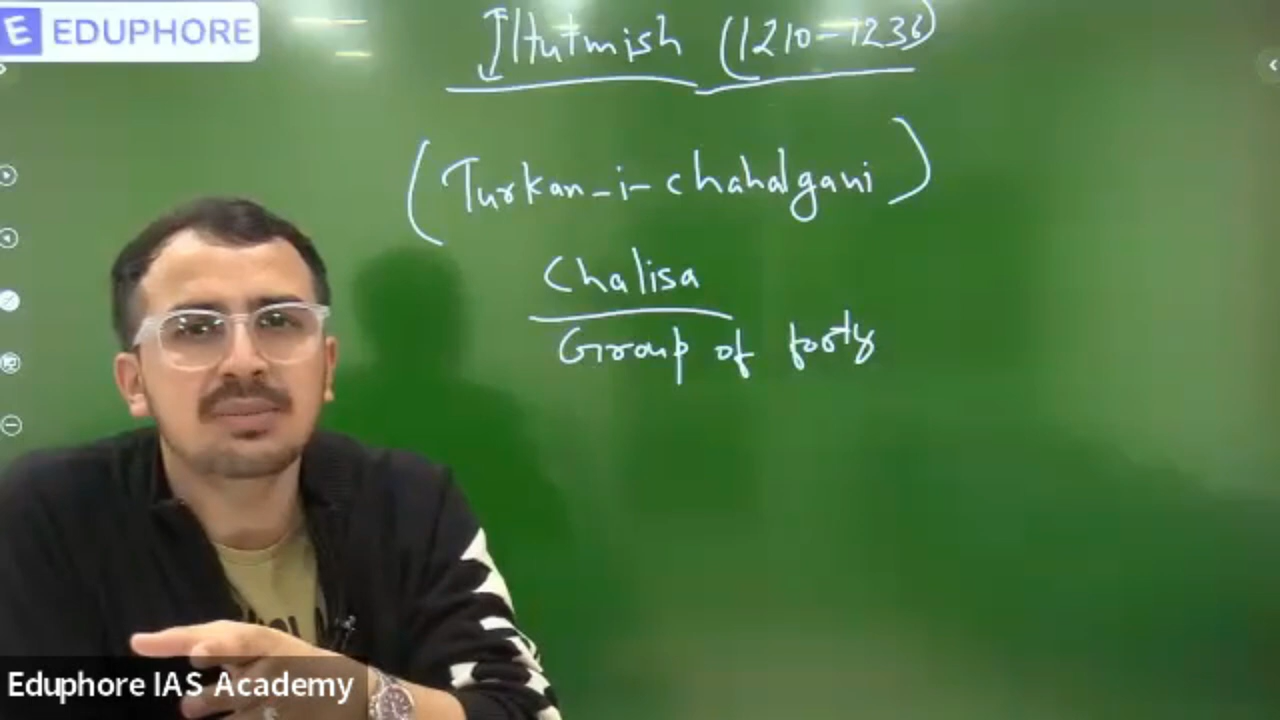 E EDUPHORE
Iltutmish (1210-1236)
(Turkan-i-chahalgani)
Chalisa
Group of forty
Eduphore IAS Academy